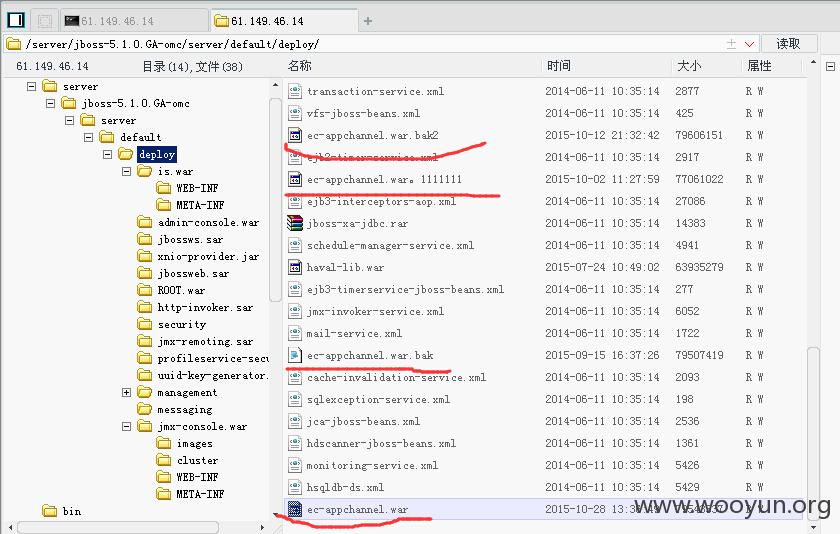 61.149.46.14
61.149.46.14
/server/jboss-5.1.0.GA-omc/server/default/deploy/
读取
61.149.46.14 目录(14),文件(38)
server
jboss-5.1.0.GA-omc
server
default
deploy
is.war
WEB-INF
META-INF
admin-console.war
jbossws.sar
xnio-provider.jar
jbossweb.sar
ROOT.war
http-invoker.sar
security
jmx-remoting.sar
profileservice-secu
uuid-key-generator.
management
messaging
jmx-console.war
images
cluster
WEB-INF
META-INF
bin
名称 时间 大小 属性
transaction-service.xml 2014-06-11 10:35:14 2877 R W
vfs-jboss-beans.xml 2014-06-11 10:35:14 425 R W
ec-appchannel.war.bak2 2015-10-12 21:32:42 79606151 R W
ejb2-timer-service.xml 2014-06-11 10:35:14 2917 R W
ec-appchannel.war。1111111 2015-10-02 11:27:59 77061022 R W
ejb3-interceptors-aop.xml 2014-06-11 10:35:14 27086 R W
jboss-xa-jdbc.rar 2014-06-11 10:35:14 14383 R W
schedule-manager-service.xml 2014-06-11 10:35:14 4941 R W
haval-lib.war 2015-07-24 10:49:02 63935279 R W
ejb3-timerservice-jboss-beans.xml 2014-06-11 10:35:14 277 R W
jmx-invoker-service.xml 2014-06-11 10:35:14 6052 R W
mail-service.xml 2014-06-11 10:35:14 1722 R W
ec-appchannel.war.bak 2015-09-15 16:37:26 79507419 R W
cache-invalidation-service.xml 2014-06-11 10:35:14 2093 R W
sqlexception-service.xml 2014-06-11 10:35:14 198 R W
jca-jboss-beans.xml 2014-06-11 10:35:14 2536 R W
hdscanner-jboss-beans.xml 2014-06-11 10:35:14 1361 R W
monitoring-service.xml 2014-06-11 10:35:14 5426 R W
hsqldb-ds.xml 2014-06-11 10:35:14 5429 R W
ec-appchannel.war 2015-10-28 R W
www.wooyun.org